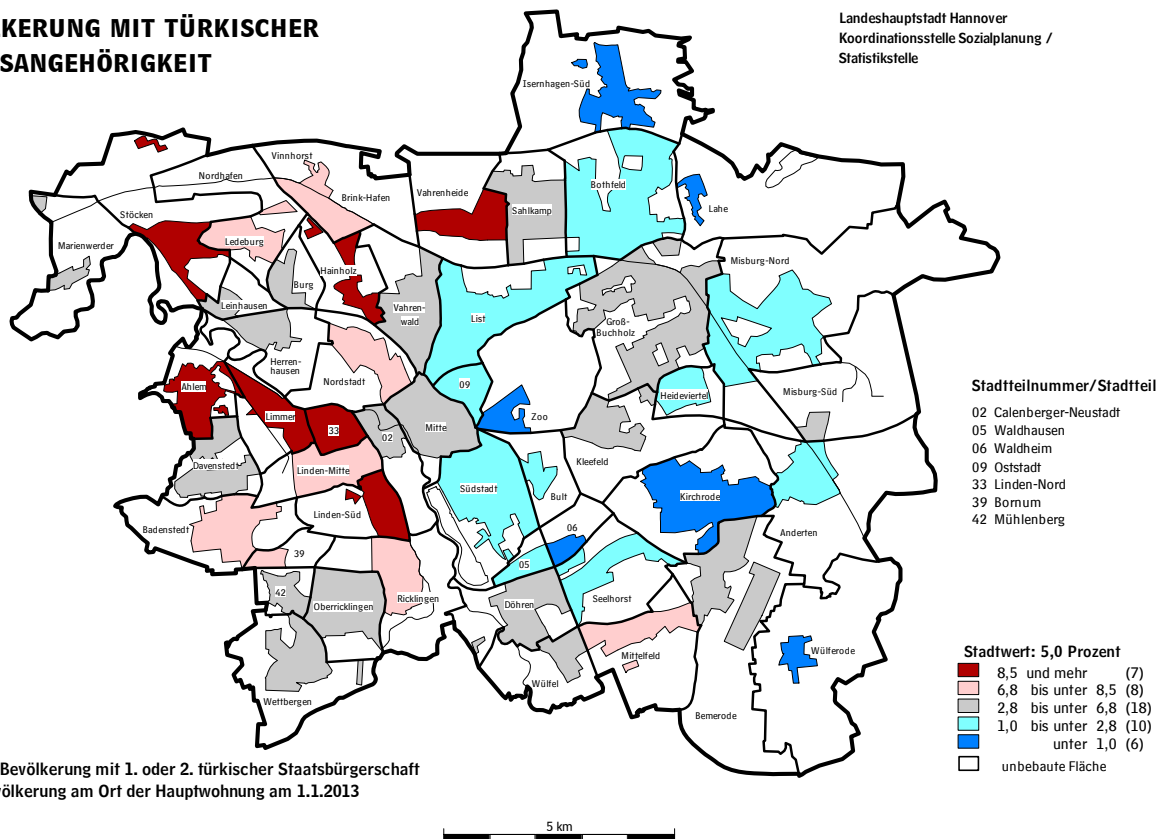 KERUNG MIT TÜRKISCHER
SANGEHÖRIGKEIT
Landeshauptstadt Hannover
Koordinationsstelle Sozialplanung /
Statistikstelle
Isernhagen-Süd
Vinnhorst
Nordhafen
Brink-Hafen
Vahrenheide
Sahlkamp
Bothfeld
Lahe
Stöcken
Marienwerder
Ledeburg
Hainholz
Burg
Leinhausen
Misburg-Nord
Vahren-
wald
List
Groß-
Buchholz
Herren-
hausen
Nordstadt
Ahlem
Limmer
33
02
Mitte
09
Zoo
Heideviertel
Misburg-Süd
Davenstedt
Linden-Mitte
Kleefeld
Südstadt
Bult
Kirchrode
Linden-Süd
Badenstedt
39
06
Anderten
05
42
Oberricklingen
Ricklingen
Döhren
Seelhorst
Mittelfeld
Wülferode
Wülfel
Wettbergen
Bemerode
Stadtteilnummer/Stadtteil
02 Calenberger-Neustadt
05 Waldhausen
06 Waldheim
09 Oststadt
33 Linden-Nord
39 Bornum
42 Mühlenberg
Stadtwert: 5,0 Prozent
8,5 und mehr (7)
6,8 bis unter 8,5 (8)
2,8 bis unter 6,8 (18)
1,0 bis unter 2,8 (10)
unter 1,0 (6)
unbebaute Fläche
Bevölkerung mit 1. oder 2. türkischer Staatsbürgerschaft
völkerung am Ort der Hauptwohnung am 1.1.2013
5 km